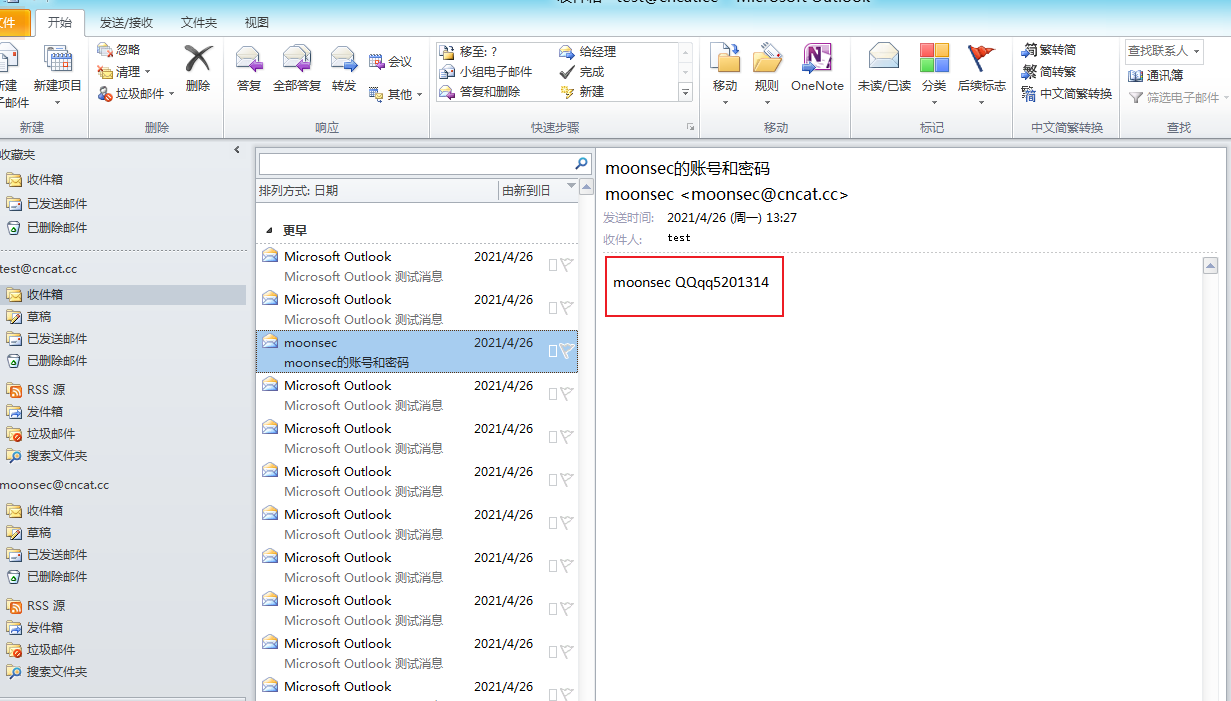 文件
开始
发送/接收
文件夹
视图
新建
电子邮件
新建项目
新建
忽略
清理
垃圾邮件
删除
删除
答复
全部答复
转发
会议
其他
响应
移至: ?
小组电子邮件
答复和删除
给经理
完成
新建
快速步骤
移动
规则
OneNote
移动
未读/已读
分类
后续标志
标记
繁转简
简转繁
中文简繁转换
中文简繁转换
查找联系人
通讯簿
筛选电子邮件
查找
收藏夹
收件箱
已发送邮件
已删除邮件
test@cncat.cc
收件箱
草稿
已发送邮件
已删除邮件
RSS 源
发件箱
垃圾邮件
搜索文件夹
moonsec@cncat.cc
收件箱
草稿
已发送邮件
已删除邮件
RSS 源
发件箱
垃圾邮件
搜索文件夹
排列方式: 日期
由新到旧
更早
Microsoft Outlook 2021/4/26
Microsoft Outlook 测试消息
Microsoft Outlook 2021/4/26
Microsoft Outlook 测试消息
moonsec 2021/4/26
moonsec的账号和密码
Microsoft Outlook 2021/4/26
Microsoft Outlook 测试消息
Microsoft Outlook 2021/4/26
Microsoft Outlook 测试消息
Microsoft Outlook 2021/4/26
Microsoft Outlook 测试消息
Microsoft Outlook 2021/4/26
Microsoft Outlook 测试消息
Microsoft Outlook 2021/4/26
Microsoft Outlook 测试消息
Microsoft Outlook 2021/4/26
Microsoft Outlook 测试消息
Microsoft Outlook 2021/4/26
Microsoft Outlook 测试消息
Microsoft Outlook 2021/4/26
moonsec的账号和密码
moonsec <moonsec@cncat.cc>
发送时间: 2021/4/26 (周一) 13:27
收件人: test
moonsec QQqq5201314